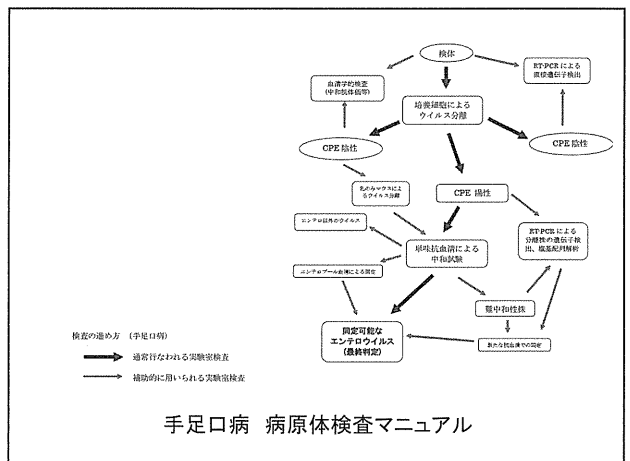 検体
血清学的検査
(中和抗体価等)
RT-PCRによる
直接遺伝子検出
培養細胞による
ウイルス分離
CPE陰性
CPE陰性
乳のみマウスによ
るウイルス分離
CPE陽性
エンテロ以外のウイルス
単味抗血清による
中和試験
RT-PCRによる
分離株の遺伝子検
出、塩基配列解析
エンテロプール血清による同定
難中和性株
同定可能な
エンテロウイルス
(最終判定)
新たな抗血清での同定
検査の進め方 (手足口病)
通常行なわれる実験室検査
補助的に用いられる実験室検査
手足口病 病原体検査マニュアル